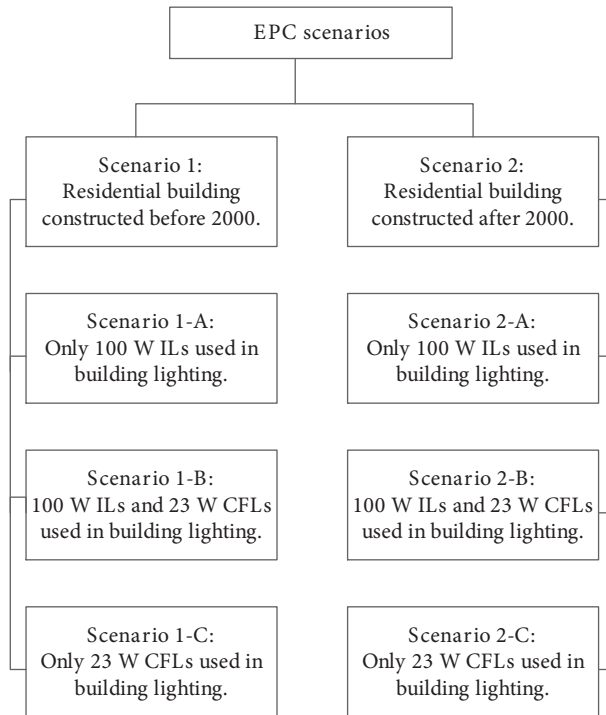 EPC scenarios
Scenario 1:
Residential building
constructed before 2000.
Scenario 1-A:
Only 100 W ILs used in
building lighting.
Scenario 1-B:
100 W ILs and 23 W CFLs
used in building lighting.
Scenario 1-C:
Only 23 W CFLs used in
building lighting.
Scenario 2:
Residential building
constructed after 2000.
Scenario 2-A:
Only 100 W ILs used in
building lighting.
Scenario 2-B:
100 W ILs and 23 W CFLs
used in building lighting.
Scenario 2-C:
Only 23 W CFLs used in
building lighting.